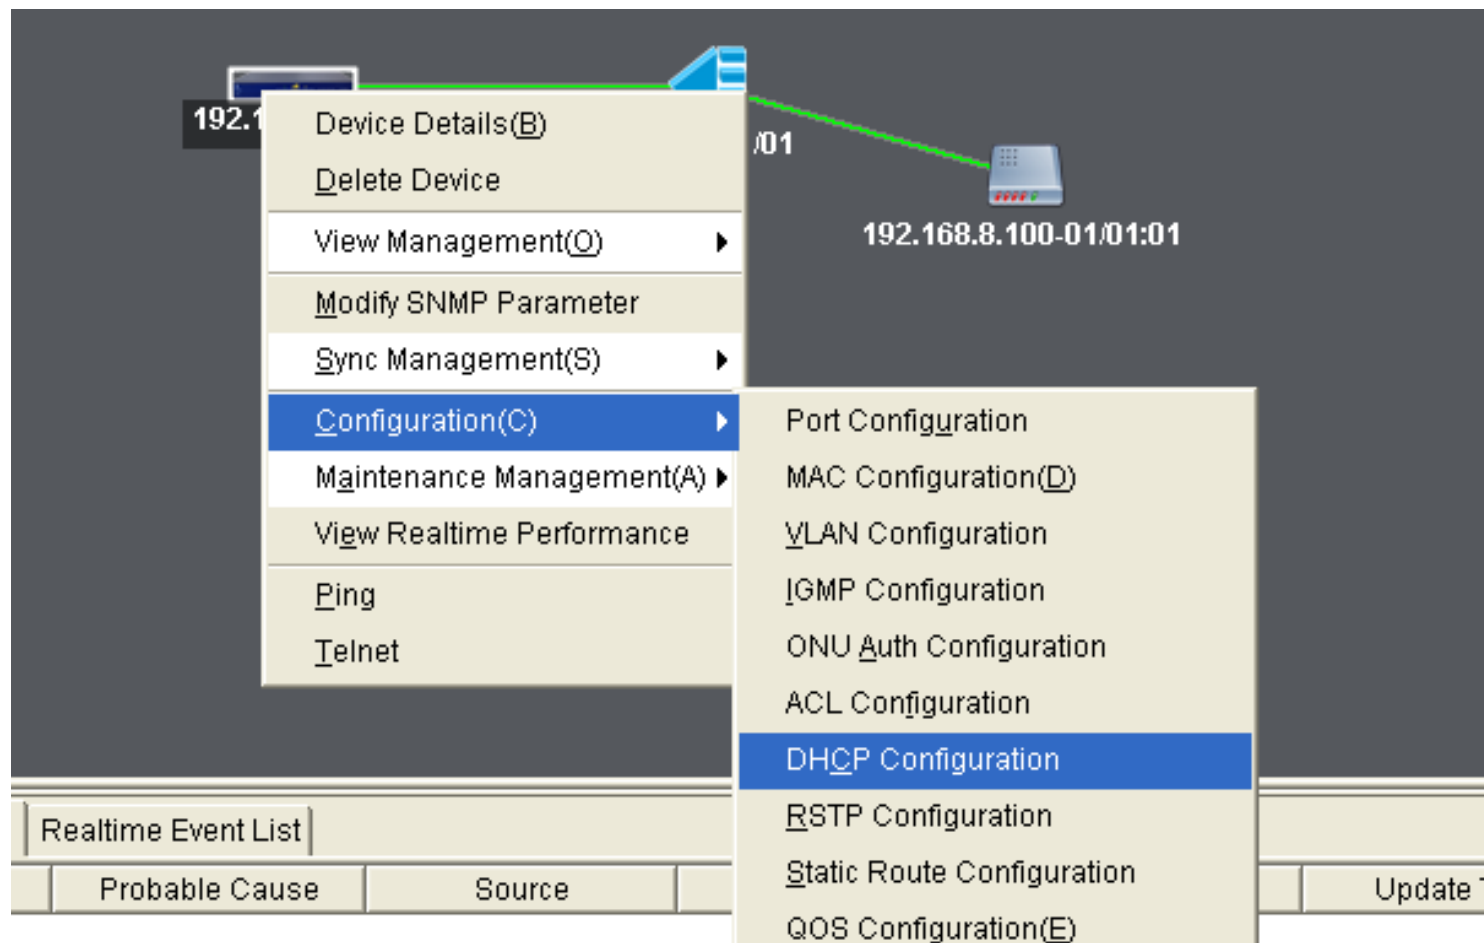 192.1
/01
192.168.8.100-01/01:01
Device Details(B)
Delete Device
View Management(O)
Modify SNMP Parameter
Sync Management(S)
Configuration(C)
Maintenance Management(A)
View Realtime Performance
Ping
Telnet
Port Configuration
MAC Configuration(D)
VLAN Configuration
IGMP Configuration
ONU Auth Configuration
ACL Configuration
DHCP Configuration
RSTP Configuration
Static Route Configuration
QOS Configuration(E)
Realtime Event List
Probable Cause Source Update